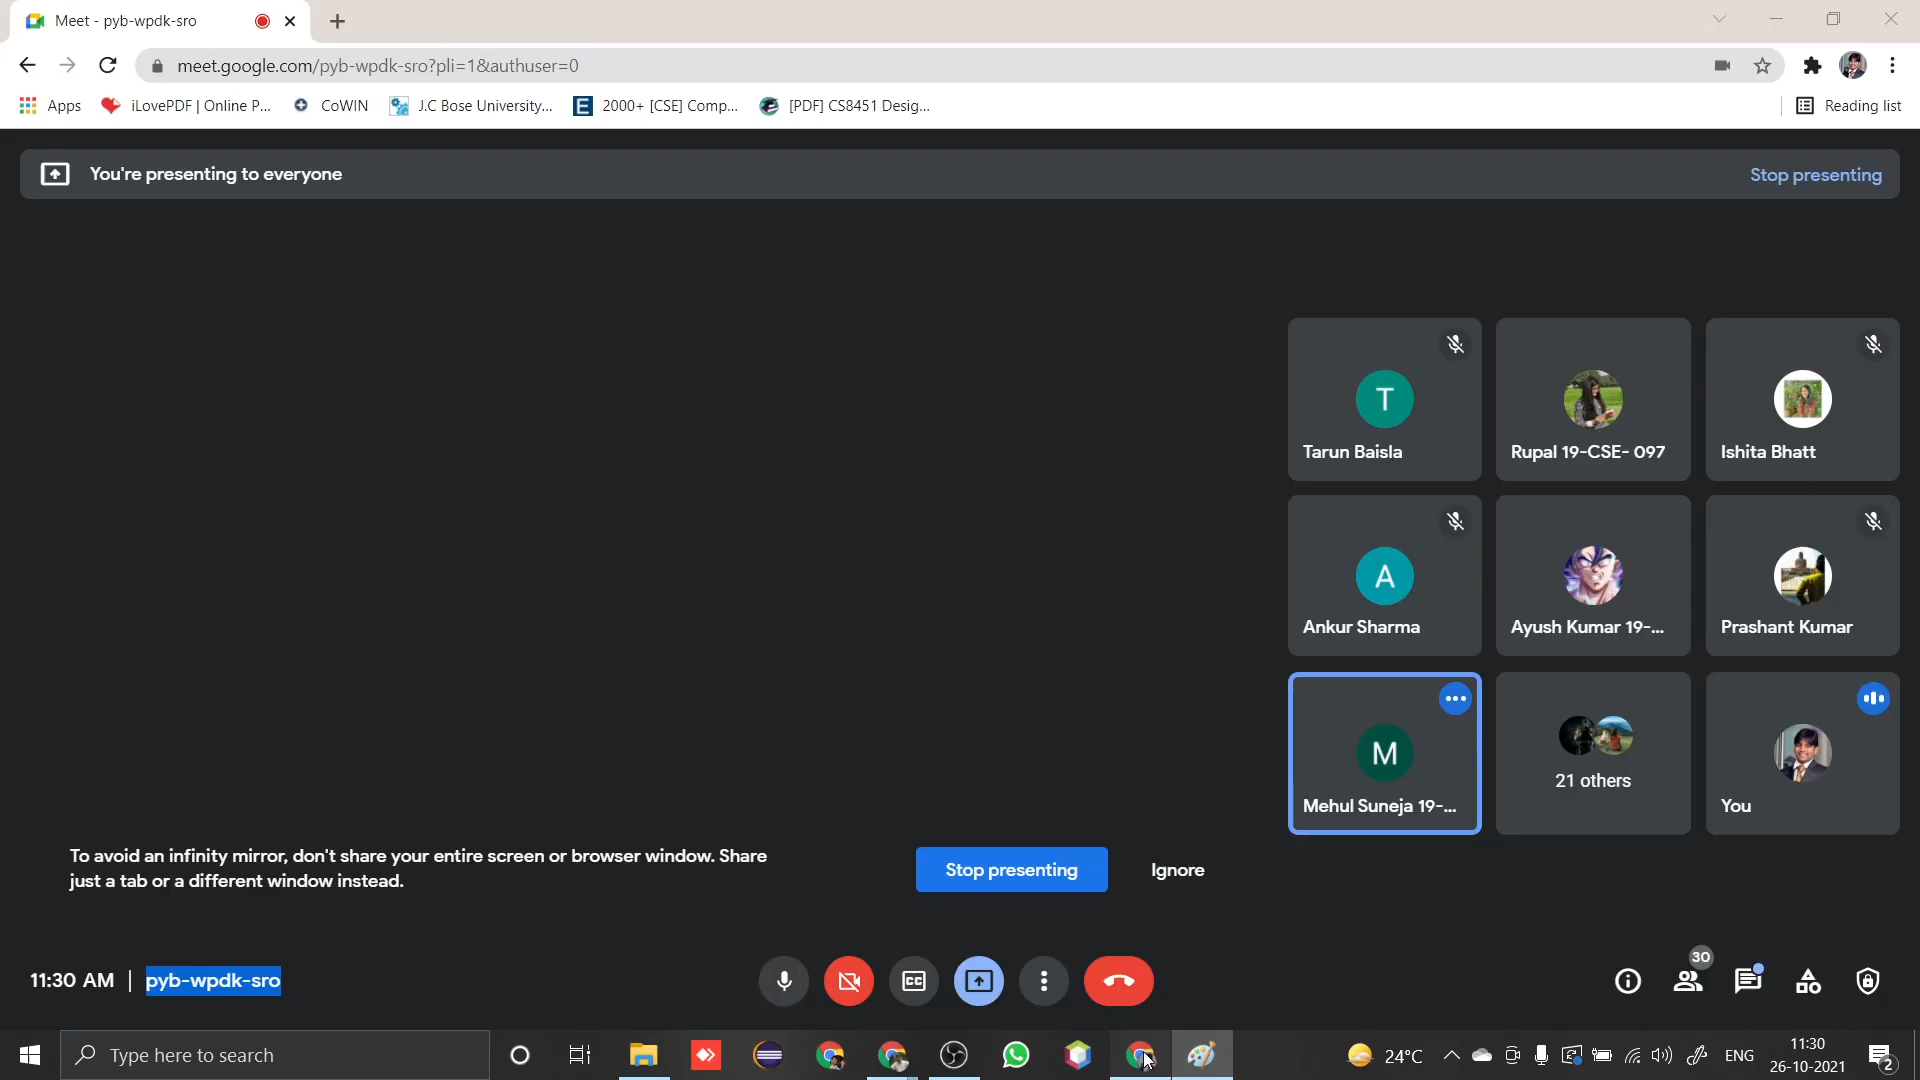 Meet - pyb-wpdk-sro
meet.google.com/pyb-wpdk-sro?pli=1&authuser=0
Apps
iLovePDF | Online P...
CoWIN
J.C Bose University...
2000+ [CSE] Comp...
[PDF] CS8451 Desig...
Reading list
You're presenting to everyone
Stop presenting
T
Tarun Baisla
Rupal 19-CSE- 097
Ishita Bhatt
A
Ankur Sharma
Ayush Kumar 19-...
Prashant Kumar
M
Mehul Suneja 19-...
21 others
You
To avoid an infinity mirror, don't share your entire screen or browser window. Share
just a tab or a different window instead.
Stop presenting
Ignore
11:30 AM | pyb-wpdk-sro
CC
30
Type here to search
24°C
ENG
11:30
26-10-2021
2